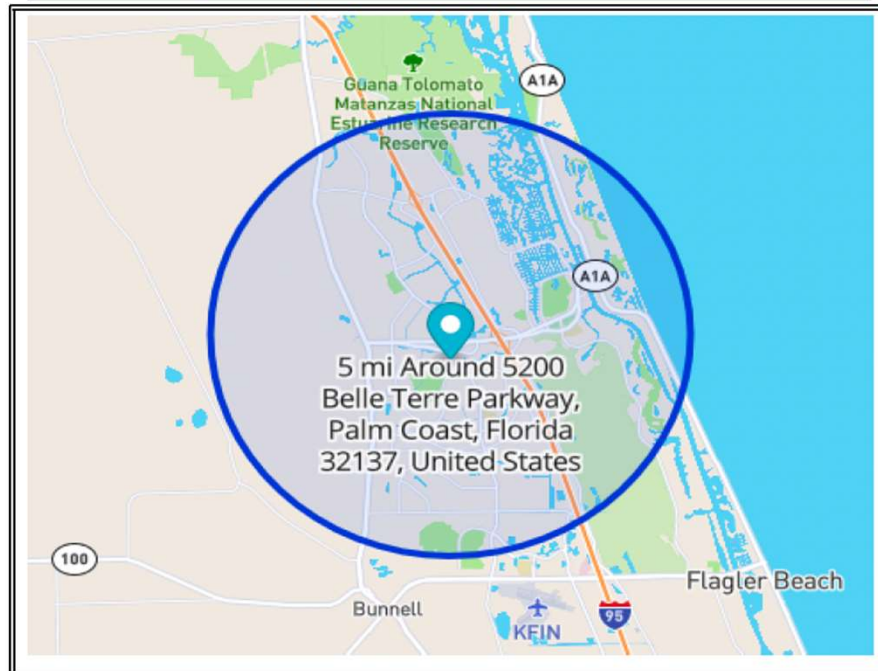 A1A
Guana Tolomato
Matanzas National
Estuarine Research
Reserve
A1A
5 mi Around 5200
Belle Terre Parkway,
Palm Coast, Florida
32137, United States
100
Flagler Beach
Bunnell
KFIN
95